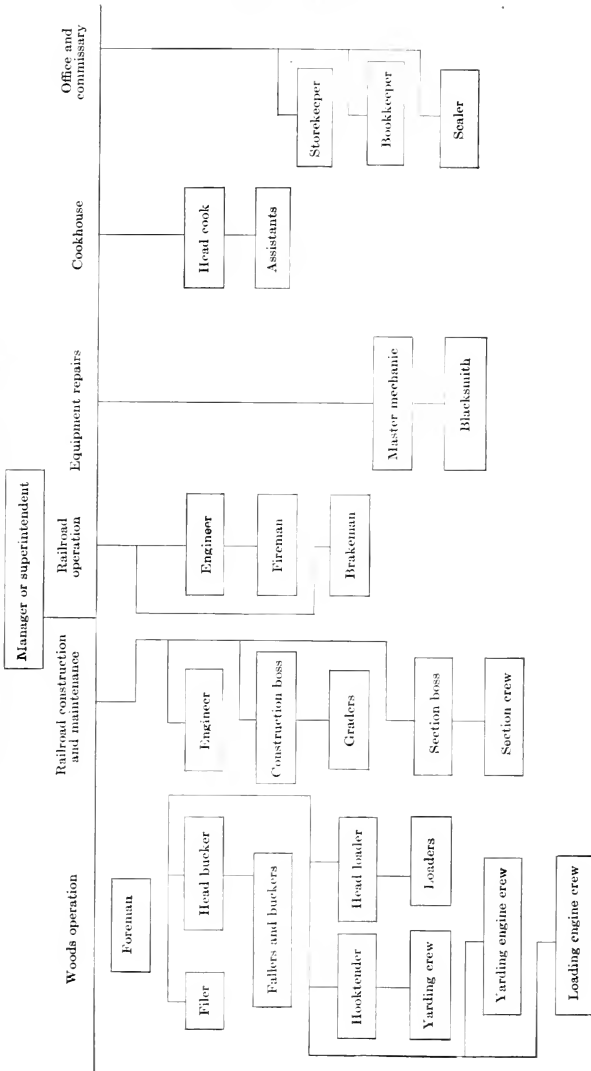 Manager or superintendent
Woods operation
Foreman
Filer
Head bucker
Fallers and buckers
Hooktender
Head loader
Yarding crew
Loaders
Yarding engine crew
Loading engine crew
Railroad construction
and maintenance
Engineer
Construction boss
Graders
Section boss
Section crew
Railroad
operation
Engineer
Fireman
Brakeman
Equipment repairs
Master mechanic
Blacksmith
Cookhouse
Head cook
Assistants
Office and
commissary
Storekeeper
Bookkeeper
Scaler